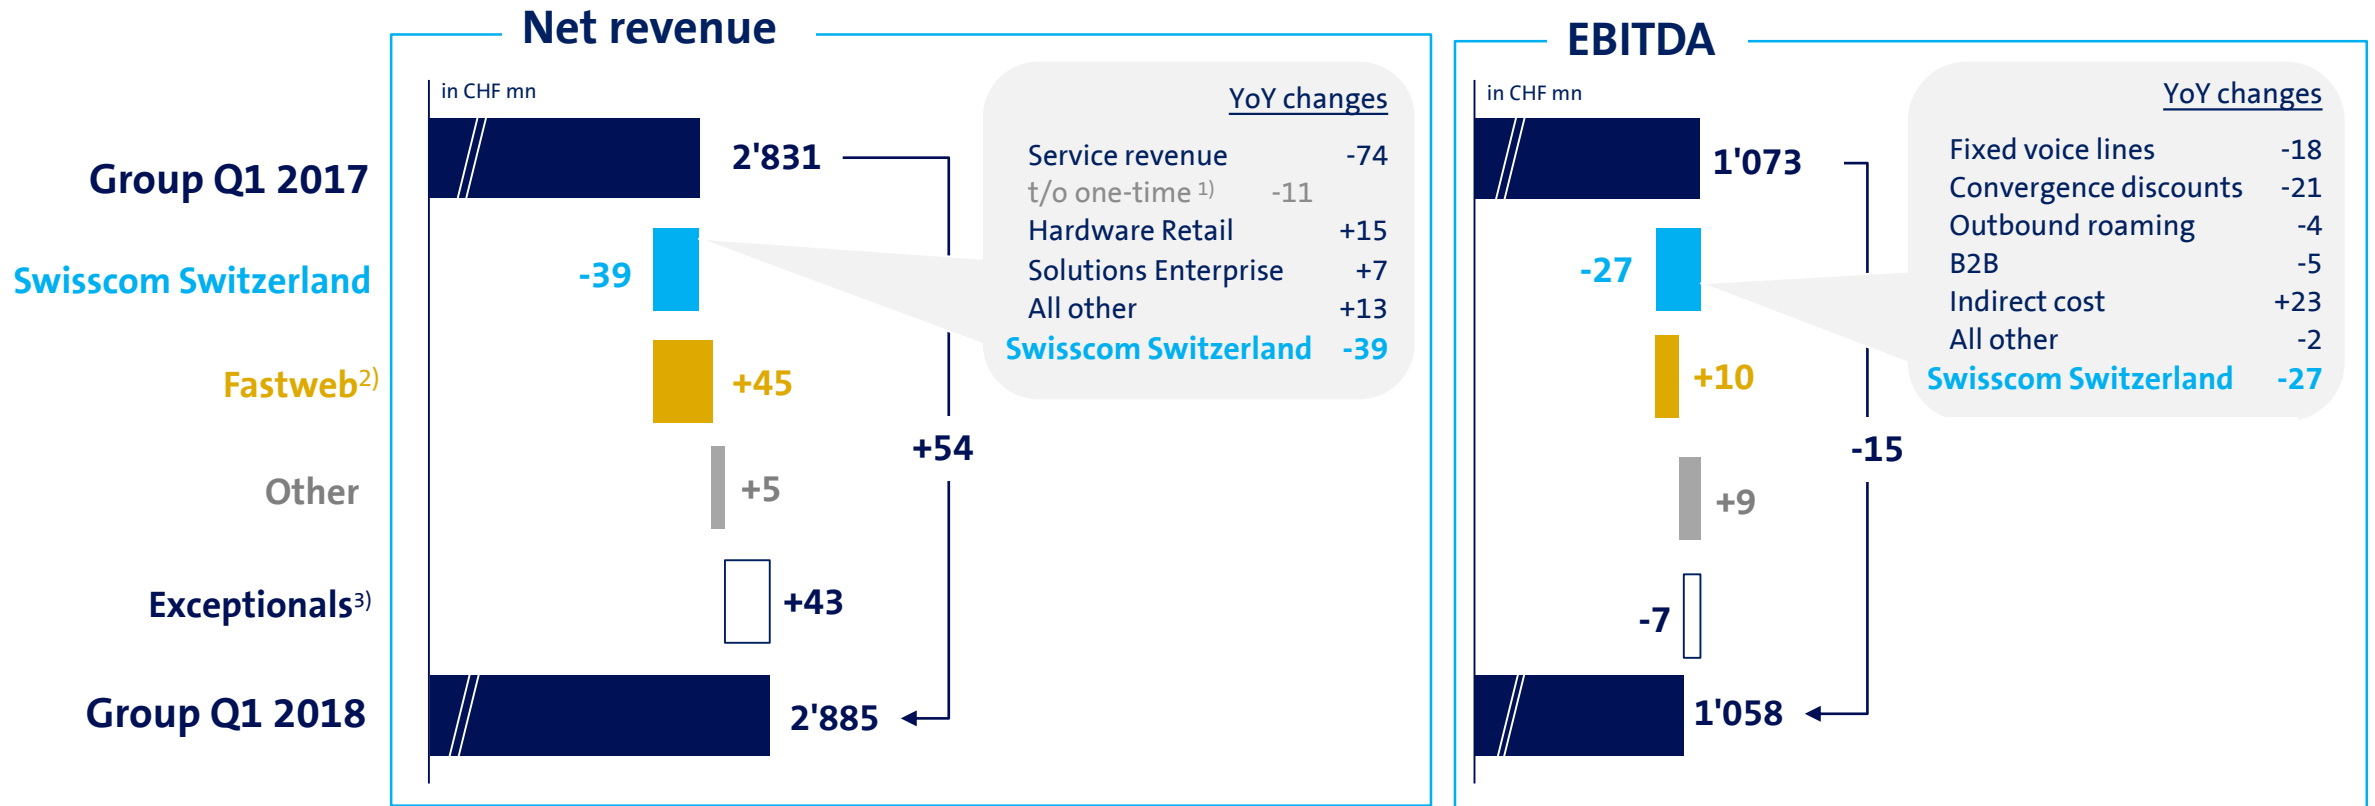 Net revenue
in CHF mn
Group Q1 2017
2'831
Swisscom Switzerland
-39
Fastweb2)
+45
Other
+5
Exceptionals3)
+43
Group Q1 2018
2'885
+54
YoY changes
Service revenue -74
t/o one-time 1) -11
Hardware Retail +15
Solutions Enterprise +7
All other +13
Swisscom Switzerland -39
EBITDA
in CHF mn
1'073
-27
+10
+9
-7
1'058
-15
YoY changes
Fixed voice lines -18
Convergence discounts -21
Outbound roaming -4
B2B -5
Indirect cost +23
All other -2
Swisscom Switzerland -27